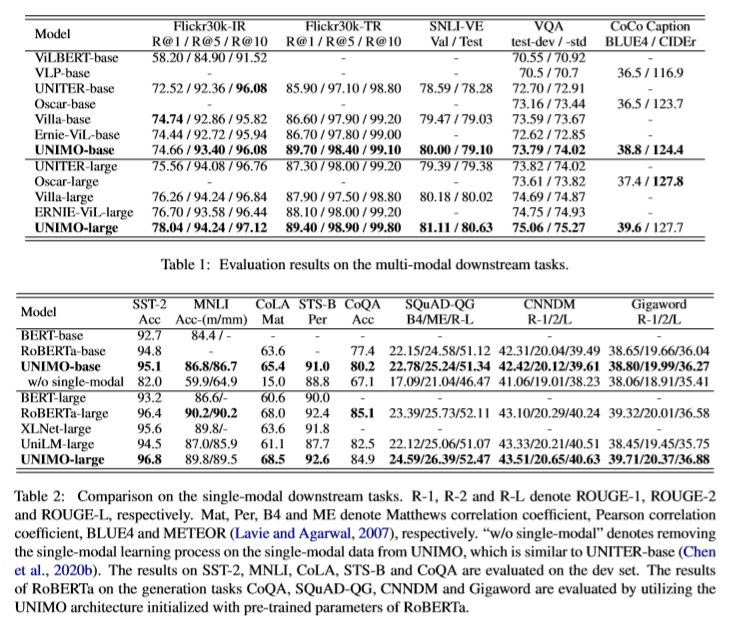 Model Flickr30k-IR Flickr30k-TR SNLI-VE VQA CoCo Caption
R@1 / R@5 / R@10 R@1 / R@5 / R@10 Val / Test test-dev / -std BLUE4 / CIDEr
ViLBERT-base 58.20 / 84.90 / 91.52 - - 70.55 / 70.92 -
VLP-base - - - 70.5 / 70.7 36.5 / 116.9
UNITER-base 72.52 / 92.36 / 96.08 85.90 / 97.10 / 98.80 78.59 / 78.28 72.70 / 72.91 -
Oscar-base - - - 73.16 / 73.44 36.5 / 123.7
Villa-base 74.74 / 92.86 / 95.82 86.60 / 97.90 / 99.20 79.47 / 79.03 73.59 / 73.67 -
Ernie-ViL-base 74.44 / 92.72 / 95.94 86.70 / 97.80 / 99.00 - 72.62 / 72.85 -
UNIMO-base 74.66 / 93.40 / 96.08 89.70 / 98.40 / 99.10 80.00 / 79.10 73.79 / 74.02 38.8 / 124.4
UNITER-large 75.56 / 94.08 / 96.76 87.30 / 98.00 / 99.20 79.39 / 79.38 73.82 / 74.02 -
Oscar-large - - - 73.61 / 73.82 37.4 / 127.8
Villa-large 76.26 / 94.24 / 96.84 87.90 / 97.50 / 98.80 80.18 / 80.02 74.69 / 74.87 -
ERNIE-ViL-large 76.70 / 93.58 / 96.44 88.10 / 98.00 / 99.20 - 74.75 / 74.93 -
UNIMO-large 78.04 / 94.24 / 97.12 89.40 / 98.90 / 99.80 81.11 / 80.63 75.06 / 75.27 39.6 / 127.7
Table 1: Evaluation results on the multi-modal downstream tasks.
Model SST-2 MNLI CoLA STS-B CoQA SQuAD-QG CNNDM Gigaword
Acc Acc-(m/mm) Mat Per Acc B4/ME/R-L R-1/2/L R-1/2/L
BERT-base 92.7 84.4 / - - - - - - -
RoBERTa-base 94.8 - 63.6 - 77.4 22.15/24.58/51.12 42.31/20.04/39.49 38.65/19.66/36.04
UNIMO-base 95.1 86.8/86.7 65.4 91.0 80.2 22.78/25.24/51.34 42.42/20.12/39.61 38.80/19.99/36.27
w/o single-modal 82.0 59.9/64.9 15.0 88.8 67.1 17.09/21.04/46.47 41.06/19.01/38.23 38.06/18.91/35.41
BERT-large 93.2 86.6/- 60.6 90.0 - - - -
RoBERTa-large 96.4 90.2/90.2 68.0 92.4 85.1 23.39/25.73/52.11 43.10/20.29/40.24 39.32/20.01/36.58
XLNet-large 95.6 89.8/- 63.6 91.8 - - - -
UniLM-large 94.5 87.0/85.9 61.1 87.7 82.5 22.12/25.06/51.07 43.33/20.21/40.51 38.45/19.45/35.75
UNIMO-large 96.8 89.8/89.5 68.5 92.6 84.9 24.59/26.39/52.47 43.51/20.65/40.63 39.71/20.37/36.88
Table 2: Comparison on the single-modal downstream tasks. R-1, R-2 and R-L denote ROUGE-1, ROUGE-2
and ROUGE-L, respectively. Mat, Per, B4 and ME denote Matthews correlation coefficient, Pearson correlation
coefficient, BLUE4 and METEOR (Lavie and Agarwal, 2007), respectively. “w/o single-modal” denotes removing
the single-modal learning process on the single-modal data from UNIMO, which is similar to UNITER-base (Chen
et al., 2020b). The results on SST-2, MNLI, CoLA, STS-B and CoQA are evaluated on the dev set. The results
of RoBERTa on the generation tasks CoQA, SQuAD-QG, CNNDM and Gigaword are evaluated by utilizing the
UNIMO architecture initialized with pre-trained parameters of RoBERTa.